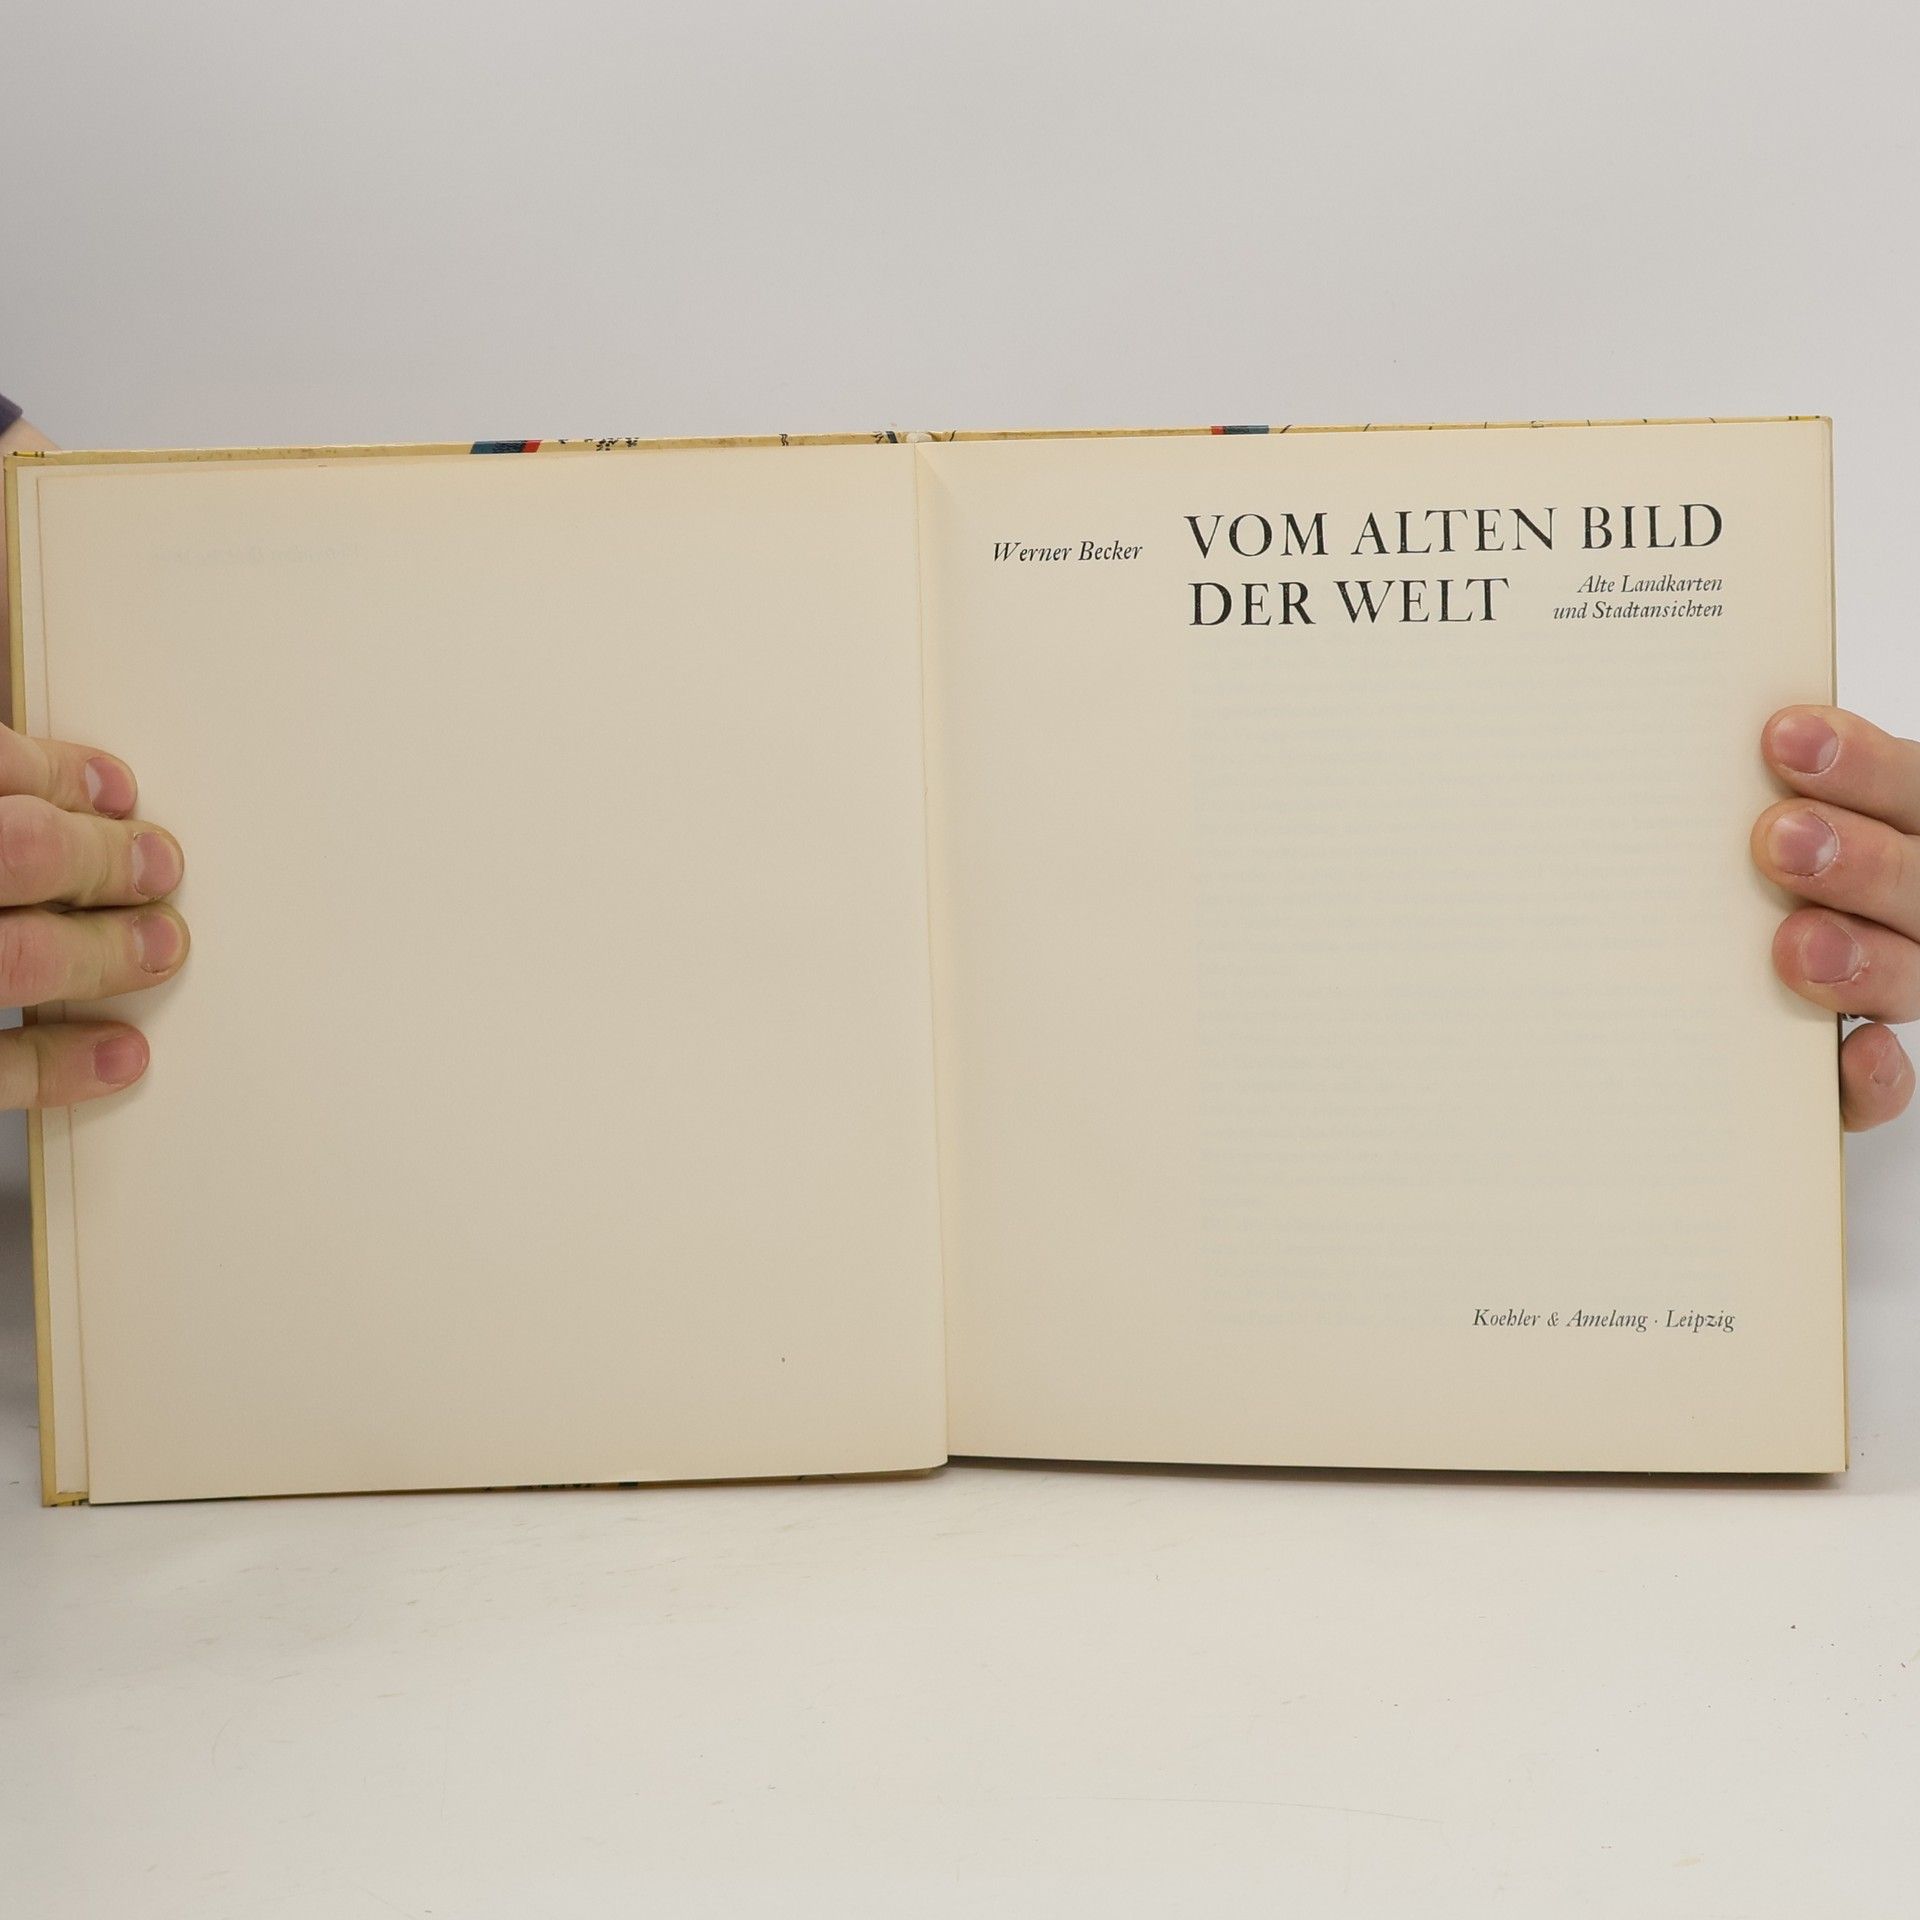 Werner Becker
VOM ALTEN BILD
DER WELT
Alte Landkarten
und Stadtansichten
Koehler & Amelang · Leipzig